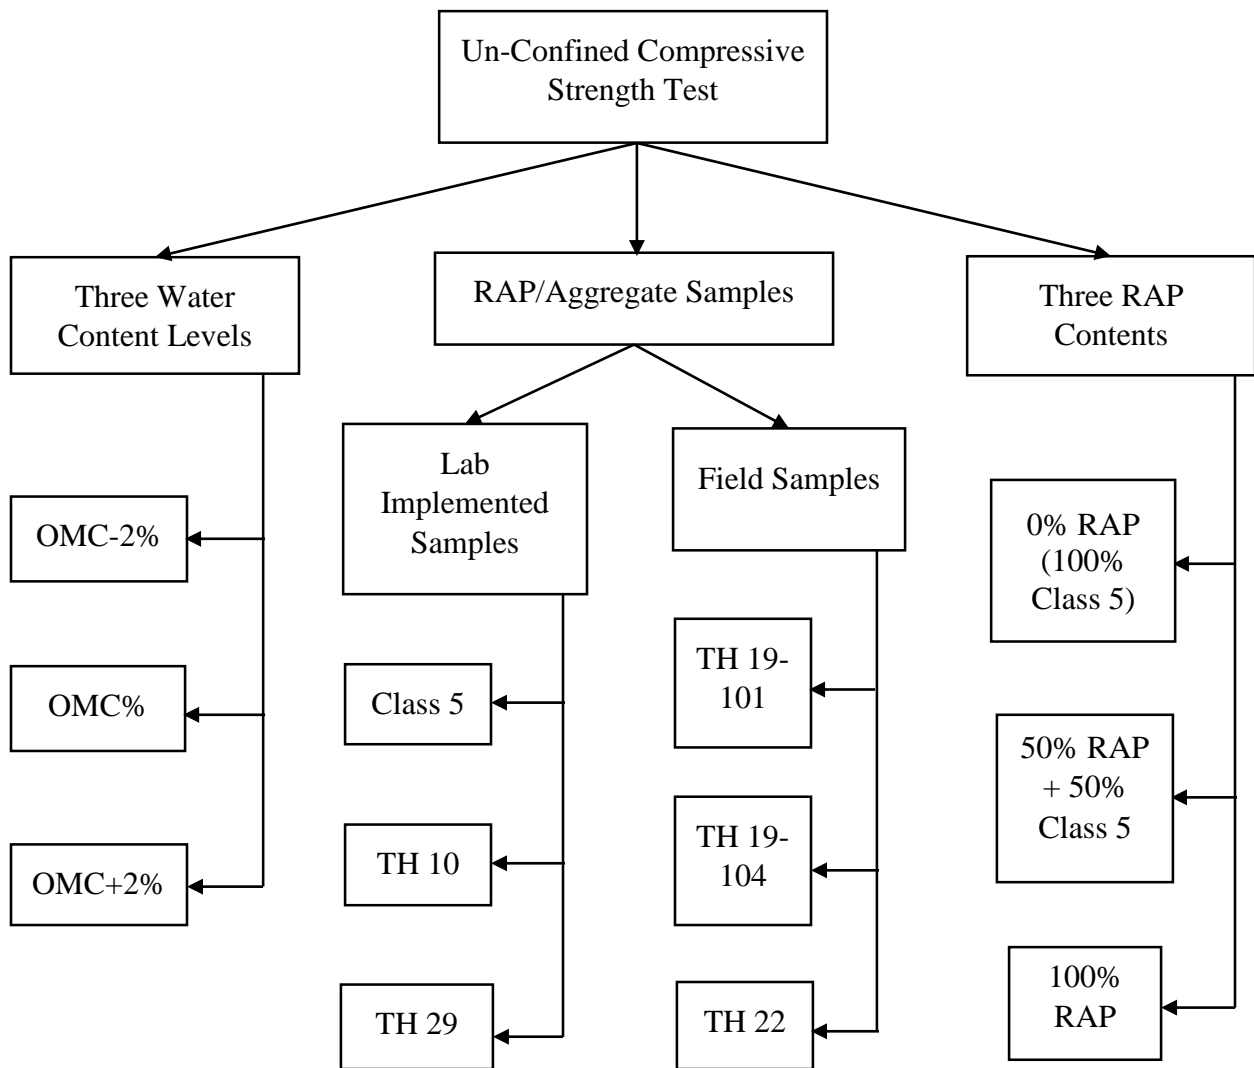 Un-Confined Compressive
Strength Test
Three Water
Content Levels
RAP/Aggregate Samples
Three RAP
Contents
Lab
Implemented
Samples
Field Samples
OMC-2%
OMC%
OMC+2%
Class 5
TH 10
TH 29
TH 19-
101
TH 19-
104
TH 22
0% RAP
(100%
Class 5)
50% RAP
+ 50%
Class 5
100%
RAP